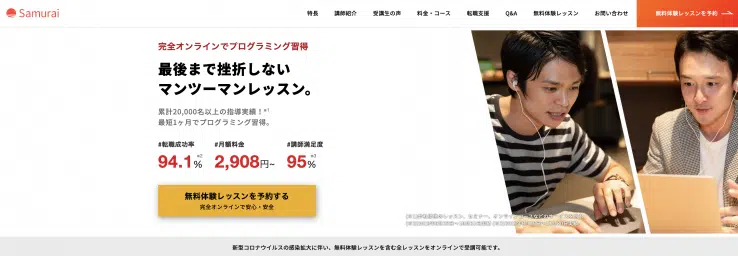 Samurai
特長 講師紹介 受講生の声 料金・コース 転職支援 Q&A 無料体験レッスン お問い合わせ 無料体験レッスンを予約
完全オンラインでプログラミング習得
最後まで挫折しない
マンツーマンレッスン。
累計20,000名以上の指導実績！※1
最短1ヶ月でプログラミング習得。
#転職成功率 #月額料金 #講師満足度
94.1% ※2 2,908円~ 95% ※3
無料体験レッスンを予約する
完全オンラインで安心・安全
新型コロナウイルスの感染拡大に伴い、無料体験レッスンを含む全レッスンをオンラインで受講可能です。